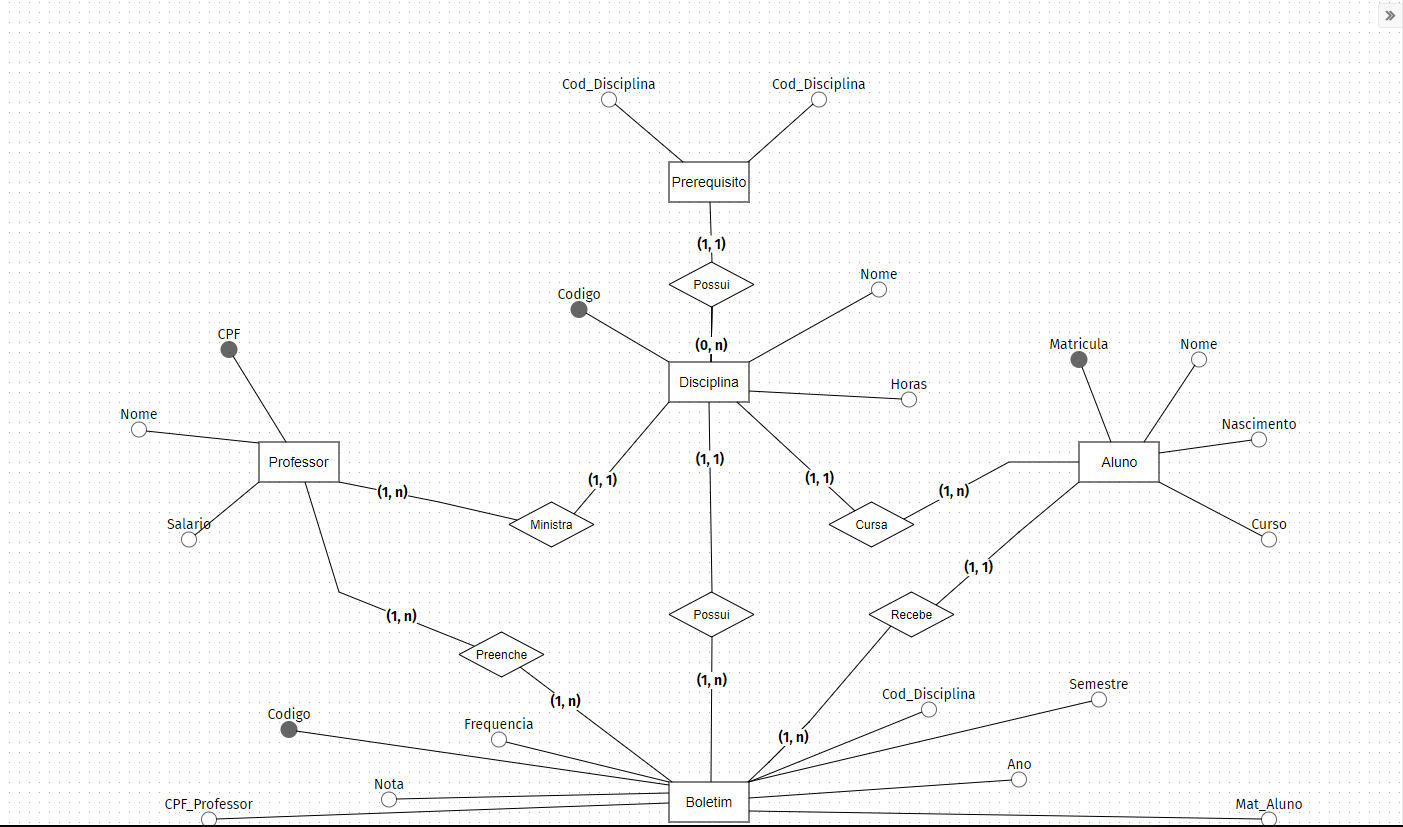 Cod_Disciplina
Cod_Disciplina
Prerequisito
(1, 1)
Nome
Possui
Codigo
CPF
(0, n)
Matricula
Nome
Disciplina
Horas
Nome
Nascimento
Professor
(1, 1)
Aluno
(1, 1)
(1, 1)
(1, n)
(1, n)
Salario
Ministra
Cursa
Curso
(1, 1)
(1, n)
Possui
Recebe
Preenche
(1, n)
Semestre
(1, n)
Cod_Disciplina
Codigo
Frequencia
(1, n)
Ano
Nota
CPF_Professor
Boletim
Mat_Aluno